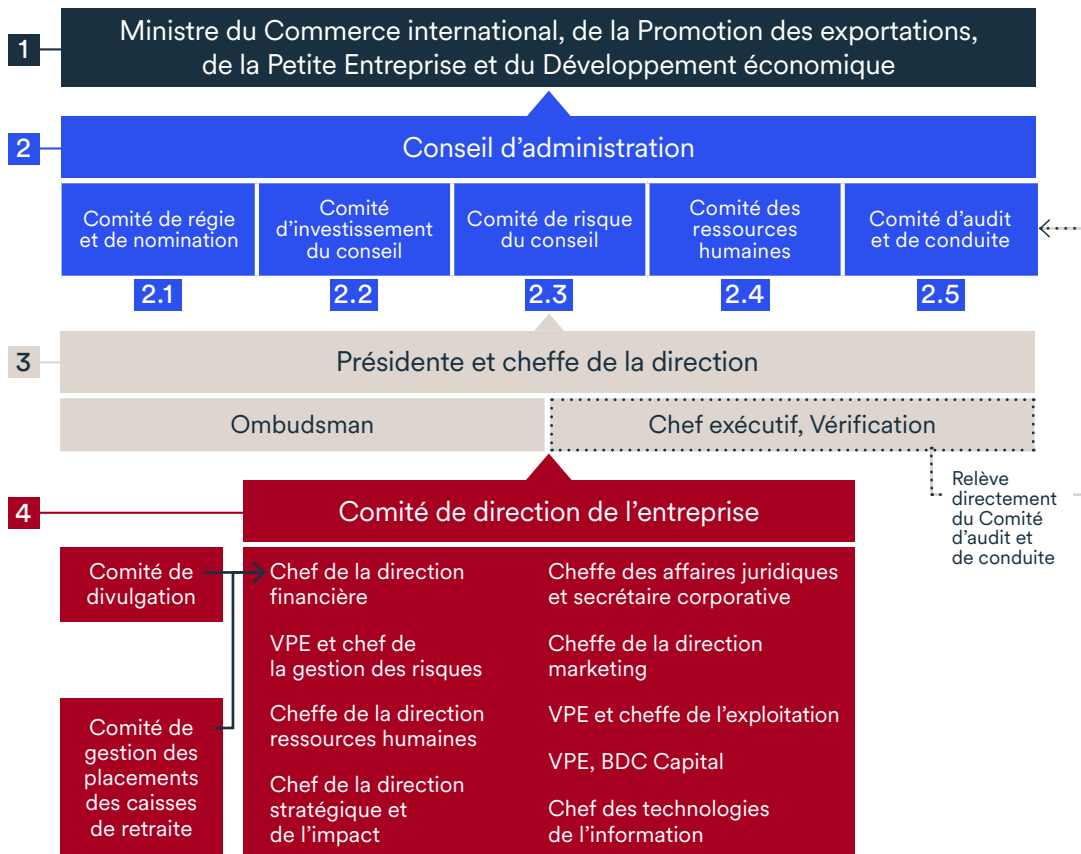 1
Ministre du Commerce international, de la Promotion des exportations,
de la Petite Entreprise et du Développement économique
2
Conseil d’administration
Comité de régie
et de nomination
Comité
d’investissement
du conseil
Comité de risque
du conseil
Comité des
ressources
humaines
Comité d’audit
et de conduite
2.1
2.2
2.3
2.4
2.5
3
Présidente et cheffe de la direction
Ombudsman
Chef exécutif, Vérification
Relève
directement
du Comité
d’audit et
de conduite
4
Comité de direction de l’entreprise
Comité de
divulgation
Comité de
gestion des
placements
des caisses
de retraite
Chef de la direction
financière
VPE et chef de
la gestion des risques
Cheffe de la direction
ressources humaines
Chef de la direction
stratégique et
de l’impact
Cheffe des affaires juridiques
et secrétaire corporative
Cheffe de la direction
marketing
VPE et cheffe de l’exploitation
VPE, BDC Capital
Chef des technologies
de l’information